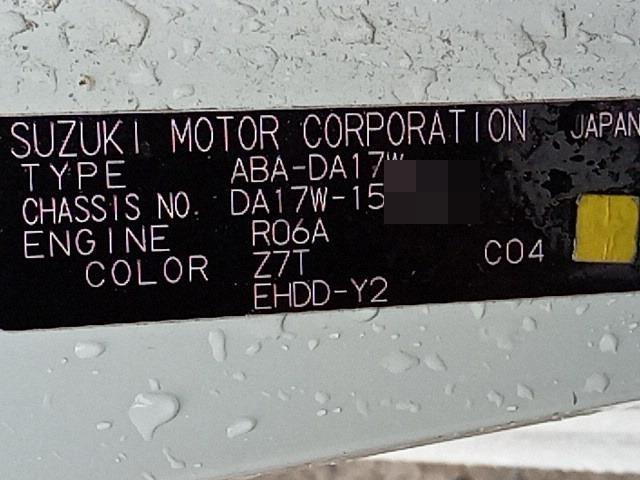 SUZUKI MOTOR CORPORATION JAPAN
TYPE ABA-DA17W
CHASSIS NO. DA17W-15
ENGINE R06A
COLOR Z7T C04
EHDD-Y2